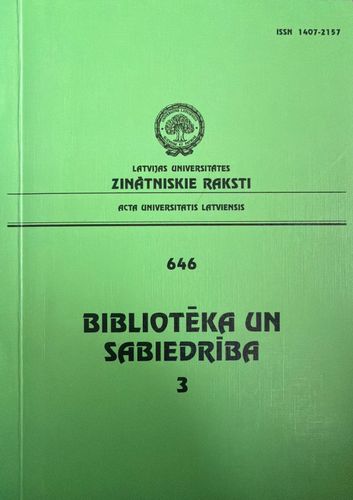 ISSN 1407-2157
LATVIJAS UNIVERSITĀTES
ZINĀTNISKIE RAKSTI
ACTA UNIVERSITATIS LATVIENSIS
646
BIBLIOTĒKA UN
SABIEDRĪBA
3